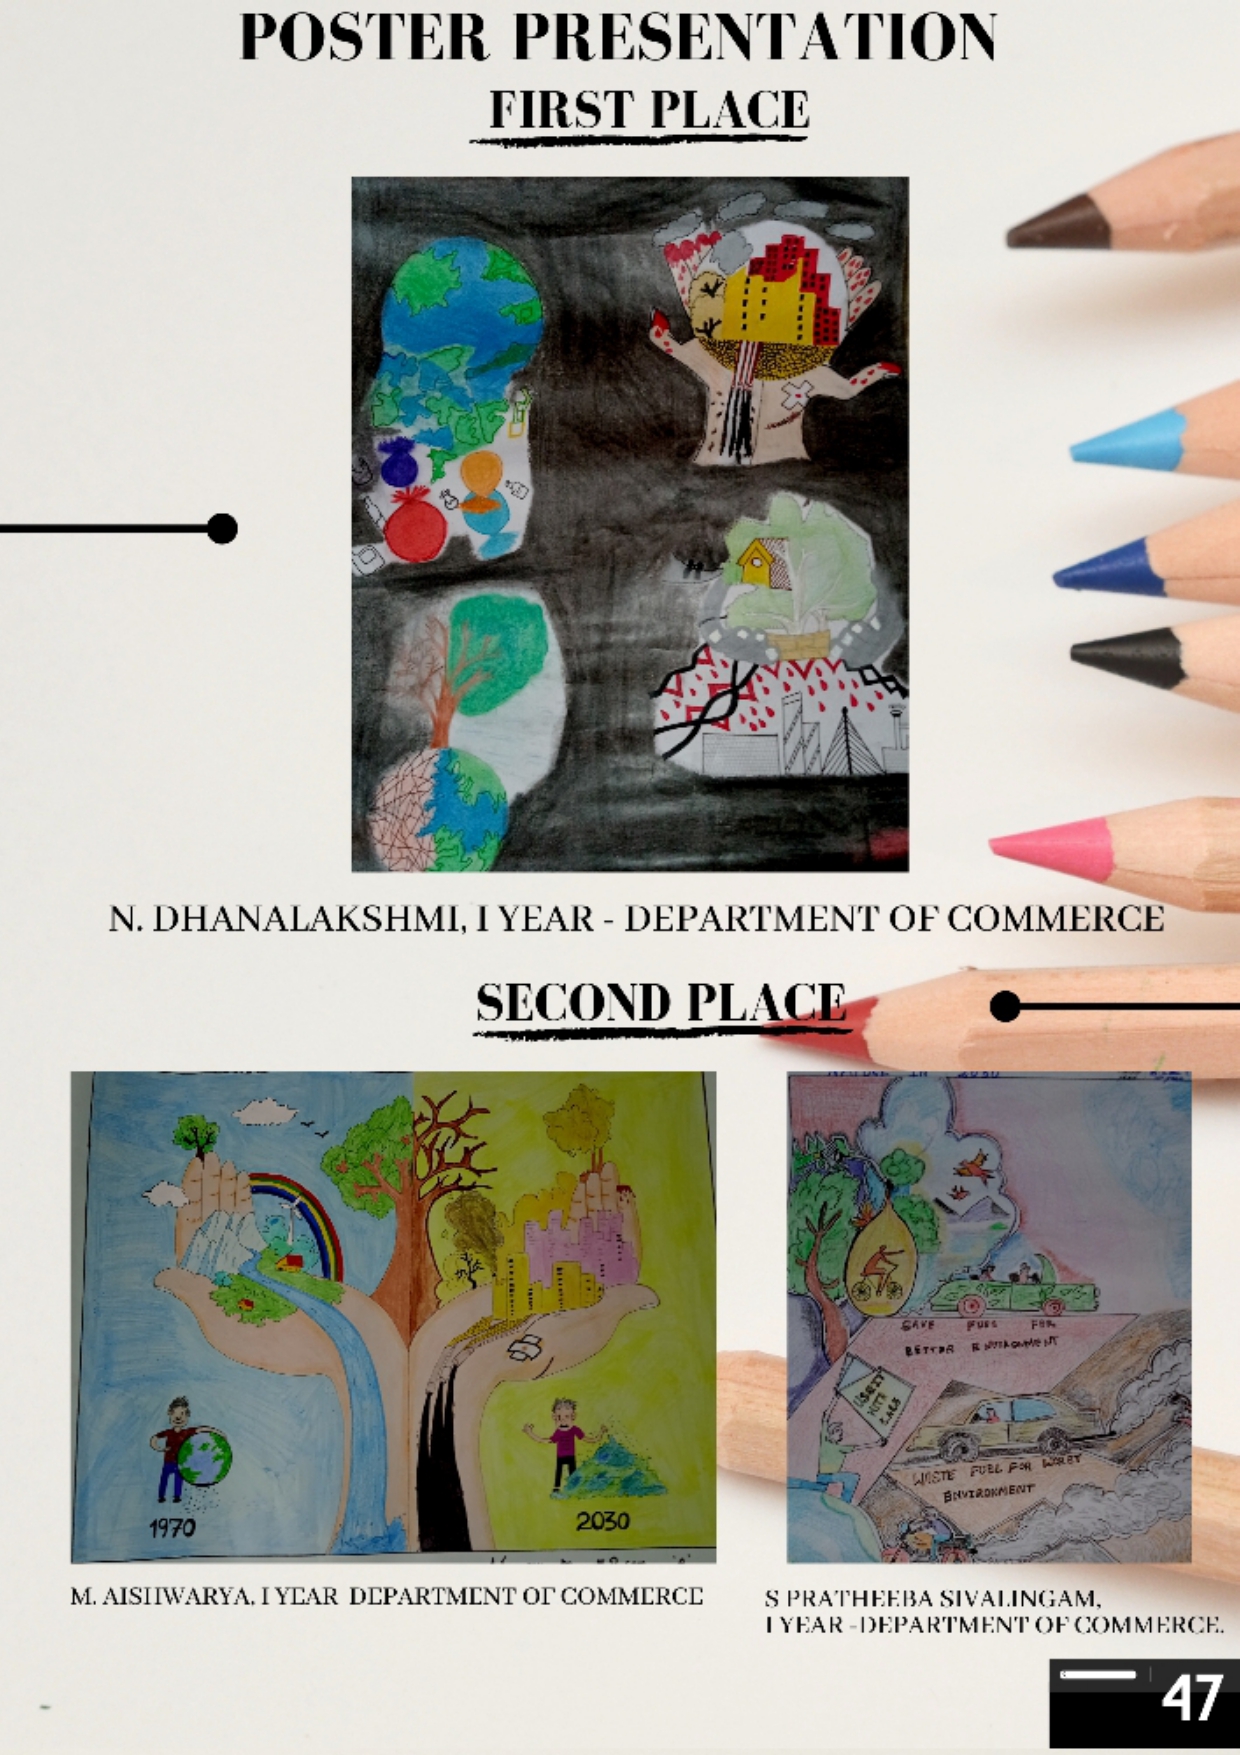 POSTER PRESENTATION
FIRST PLACE
N. DHANALAKSHMI, I YEAR - DEPARTMENT OF COMMERCE
SECOND PLACE
1970
2030
M. AISHWARYA, I YEAR DEPARTMENT OF COMMERCE
2030
SAVE FUEL FOR
BETTER ENVIRONMENT
WASTE FUEL FOR WORST
ENVIRONMENT
S PRATHEEBA SIVALINGAM,
I YEAR -DEPARTMENT OF COMMERCE.
47